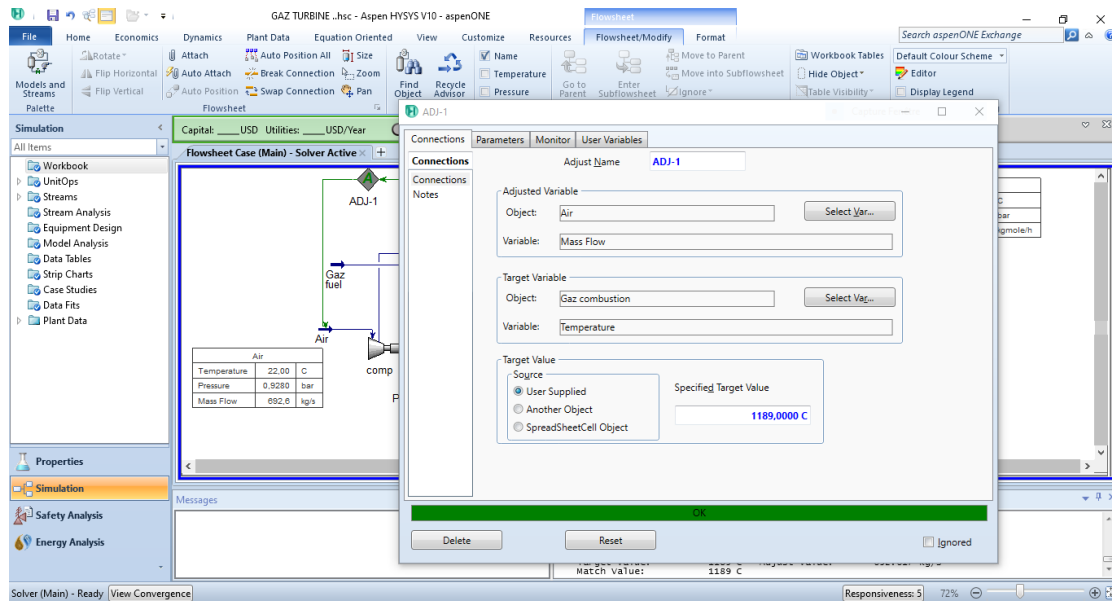 GAZ TURBINE ..hsc - Aspen HYSYS V10 - aspenONE
Flowsheet
File Home Economics Dynamics Plant Data Equation Oriented View Customize Resources Flowsheet/Modify Format
Search aspenONE Exchange
Models and Streams
Palette
Rotate
Flip Horizontal
Flip Vertical
Attach
Auto Attach
Auto Position
Auto Position All
Break Connection
Swap Connection
Size
Zoom
Pan
Flowsheet
Find Object
Recycle Advisor
Name
Temperature
Pressure
Go to Parent
Enter Subflowsheet
Move to Parent
Move into Subflowsheet
Ignore
Workbook Tables
Hide Object
Table Visibility
Default Colour Scheme
Editor
Display Legend
Simulation
All Items
Workbook
UnitOps
Streams
Stream Analysis
Equipment Design
Model Analysis
Data Tables
Strip Charts
Case Studies
Data Fits
Plant Data
Properties
Simulation
Safety Analysis
Energy Analysis
Capital: ____USD Utilities: ____USD/Year
Flowsheet Case (Main) - Solver Active
A
ADJ-1
Gaz fuel
Air
comp
P
Air
Temperature 22,00 C
Pressure 0,9280 bar
Mass Flow 692,6 kg/s
C
bar
gmole/h
Messages
ADJ-1
Connections Parameters Monitor User Variables
Connections
Connections
Notes
Adjust Name ADJ-1
Adjusted Variable
Object: Air Select Var...
Variable: Mass Flow
Target Variable
Object: Gaz combustion Select Var...
Variable: Temperature
Target Value
Source
User Supplied
Another Object
SpreadSheetCell Object
Specified Target Value
1189,0000 C
OK
Delete Reset Ignored
Match Value: 1189 C
Solver (Main) - Ready View Convergence
Responsiveness: 5 72%